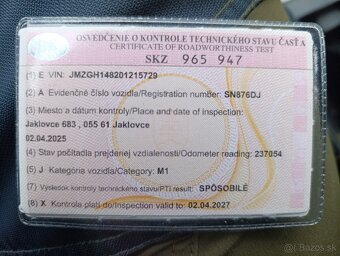 OSVEDČENIE O KONTROLE TECHNICKÉHO STAVU ČASŤ A
CERTIFICATE OF ROADWORTHINESS TEST
SKZ 965 947
(1) E VIN: JMZGH148201215729
(2) A Evidenčné číslo vozidla/Registration number: SN876DJ
(3) Miesto a dátum kontroly/Place and date of inspection:
Jaklovce 683 , 055 61 Jaklovce
02.04.2025
(4) Stav počítadla prejdenej vzdialenosti/Odometer reading: 237054
(5) J Kategória vozidla/Category: M1
(7) Výsledok kontroly technického stavu/PTI result: SPÔSOBILÉ
(8) X Kontrola platí do/Inspection valid to: 02.04.2027
auto.bazos.sk